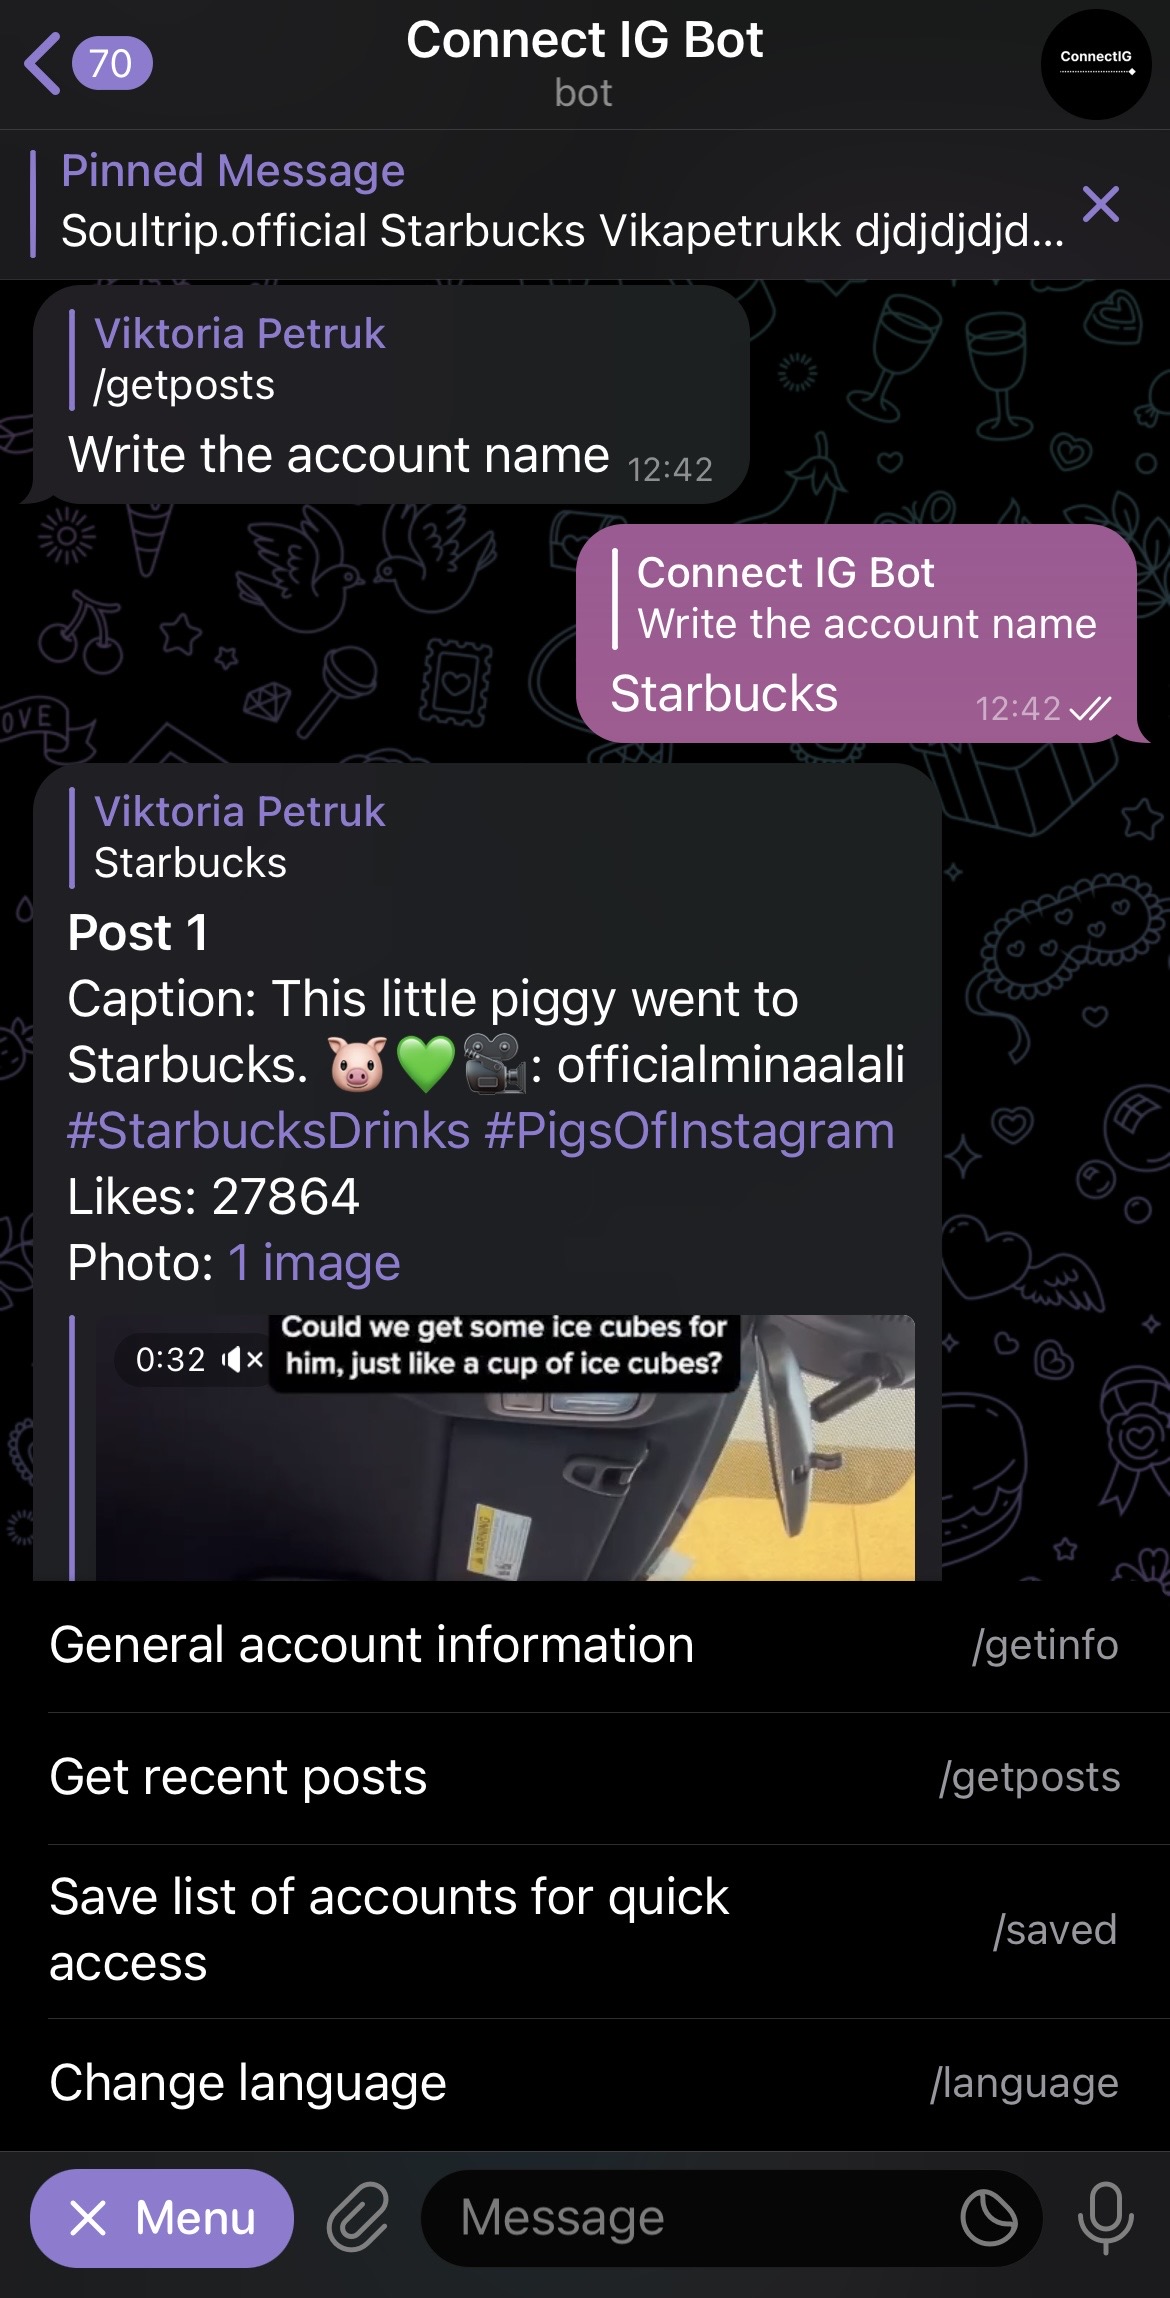 70
Connect IG Bot
bot
ConnectIG
Pinned Message
Soultrip.official Starbucks Vikapetrukk djdjdjdjd...
Viktoria Petruk
/getposts
Write the account name 12:42
Connect IG Bot
Write the account name
Starbucks 12:42
Viktoria Petruk
Starbucks
Post 1
Caption: This little piggy went to
Starbucks. 🐷💚🎥: officialminaalali
#StarbucksDrinks #PigsOfInstagram
Likes: 27864
Photo: 1 image
0:32
Could we get some ice cubes for
him, just like a cup of ice cubes?
WARNING
General account information /getinfo
Get recent posts /getposts
Save list of accounts for quick
access /saved
Change language /language
Menu Message